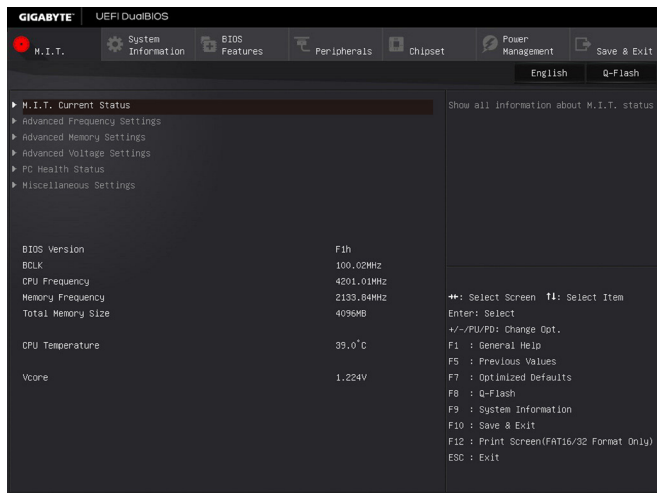 GIGABYTE™ UEFI DualBIOS
M.I.T.
System Information
BIOS Features
Peripherals
Chipset
Power Management
Save & Exit
English Q-Flash
M.I.T. Current Status
Advanced Frequency Settings
Advanced Memory Settings
Advanced Voltage Settings
PC Health Status
Miscellaneous Settings
BIOS Version F1h
BCLK 100.02MHz
CPU Frequency 4201.01MHz
Memory Frequency 2133.84MHz
Total Memory Size 4096MB
CPU Temperature 39.0°C
Vcore 1.224V
Show all information about M.I.T. status
→←: Select Screen ↑↓: Select Item
Enter: Select
+/-/PU/PD: Change Opt.
F1 : General Help
F5 : Previous Values
F7 : Optimized Defaults
F8 : Q-Flash
F9 : System Information
F10 : Save & Exit
F12 : Print Screen(FAT16/32 Format Only)
ESC : Exit